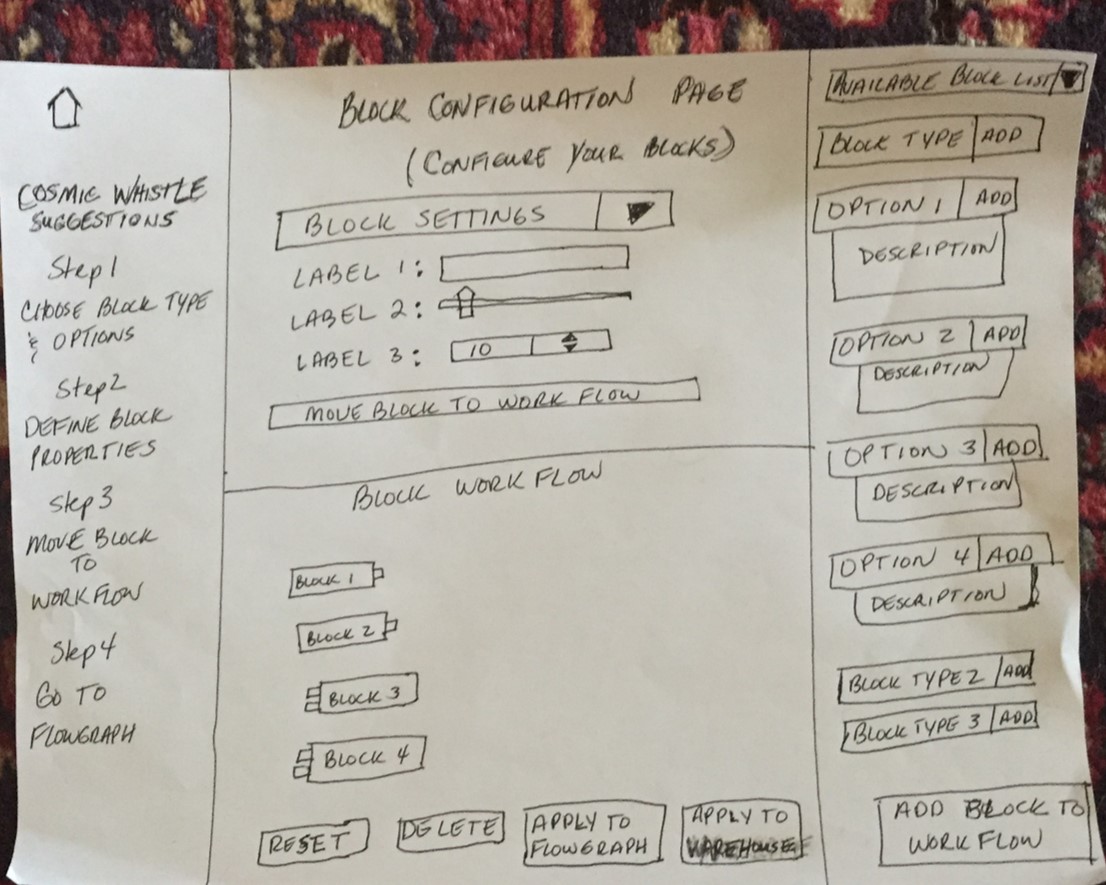 COSMIC WHISTLE
SUGGESTIONS
Step 1
CHOOSE BLOCK TYPE
& OPTIONS
Step 2
DEFINE BLOCK
PROPERTIES
Step 3
MOVE BLOCK
TO
WORK FLOW
Step 4
GO TO
FLOWGRAPH
BLOCK CONFIGURATION PAGE
(CONFIGURE YOUR BLOCKS)
BLOCK SETTINGS
LABEL 1:
LABEL 2:
LABEL 3: 10
MOVE BLOCK TO WORK FLOW
BLOCK WORK FLOW
BLOCK 1
BLOCK 2
BLOCK 3
BLOCK 4
RESET
DELETE
APPLY TO
FLOWGRAPH
APPLY TO
WAREHOUSE
AVAILABLE BLOCK LIST
BLOCK TYPE ADD
OPTION 1 ADD
DESCRIPTION
OPTION 2 ADD
DESCRIPTION
OPTION 3 ADD
DESCRIPTION
OPTION 4 ADD
DESCRIPTION
BLOCK TYPE 2 ADD
BLOCK TYPE 3 ADD
ADD BLOCK TO
WORK FLOW